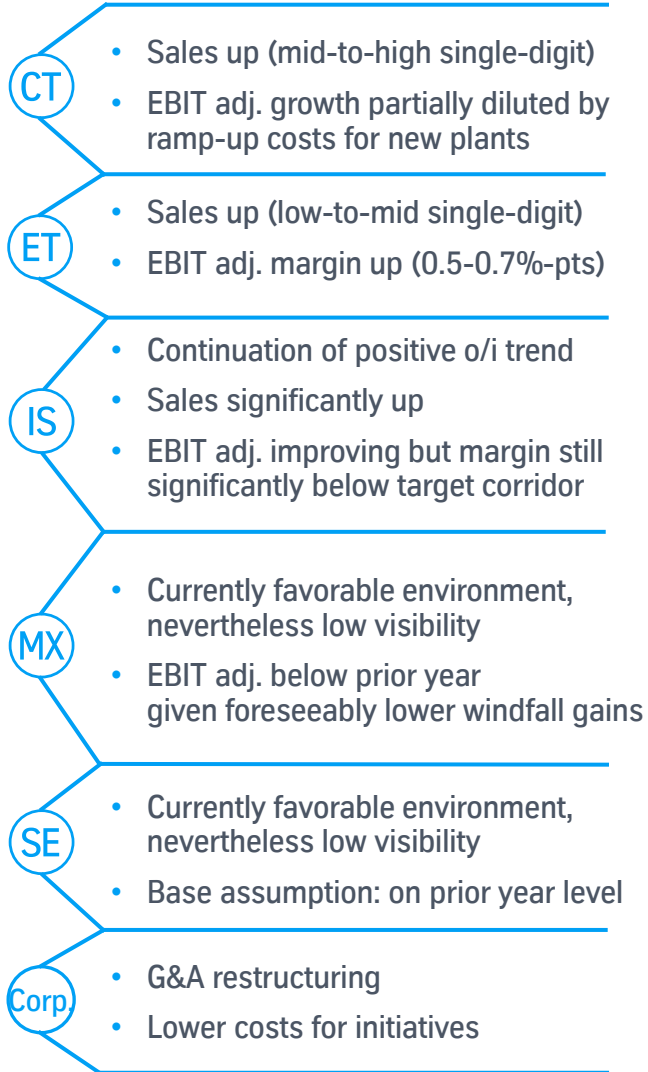 CT
• Sales up (mid-to-high single-digit)
• EBIT adj. growth partially diluted by
ramp-up costs for new plants
ET
• Sales up (low-to-mid single-digit)
• EBIT adj. margin up (0.5-0.7%-pts)
IS
• Continuation of positive o/i trend
• Sales significantly up
• EBIT adj. improving but margin still
significantly below target corridor
MX
• Currently favorable environment,
nevertheless low visibility
• EBIT adj. below prior year
given foreseeably lower windfall gains
SE
• Currently favorable environment,
nevertheless low visibility
• Base assumption: on prior year level
Corp.
• G&A restructuring
• Lower costs for initiatives